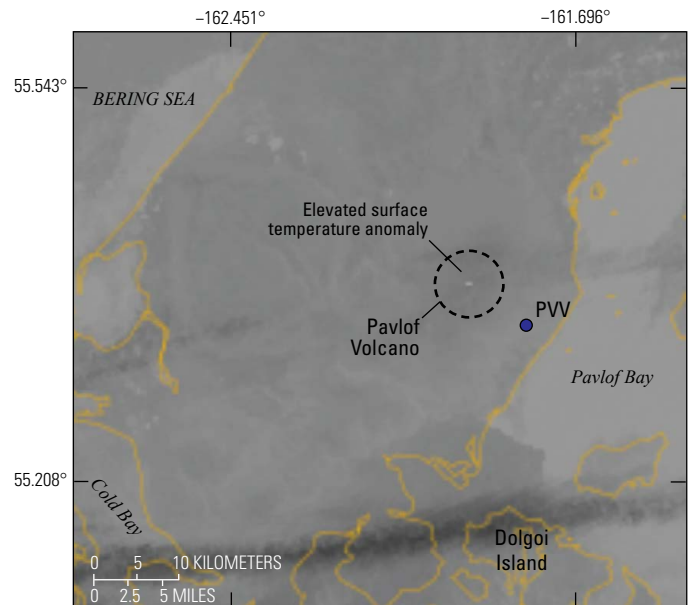 −162.451°
−161.696°
55.543°
BERING SEA
Elevated surface
temperature anomaly
PVV
Pavlof
Volcano
Pavlof Bay
55.208°
Cold Bay
Dolgoi
Island
0 5 10 KILOMETERS
0 2.5 5 MILES